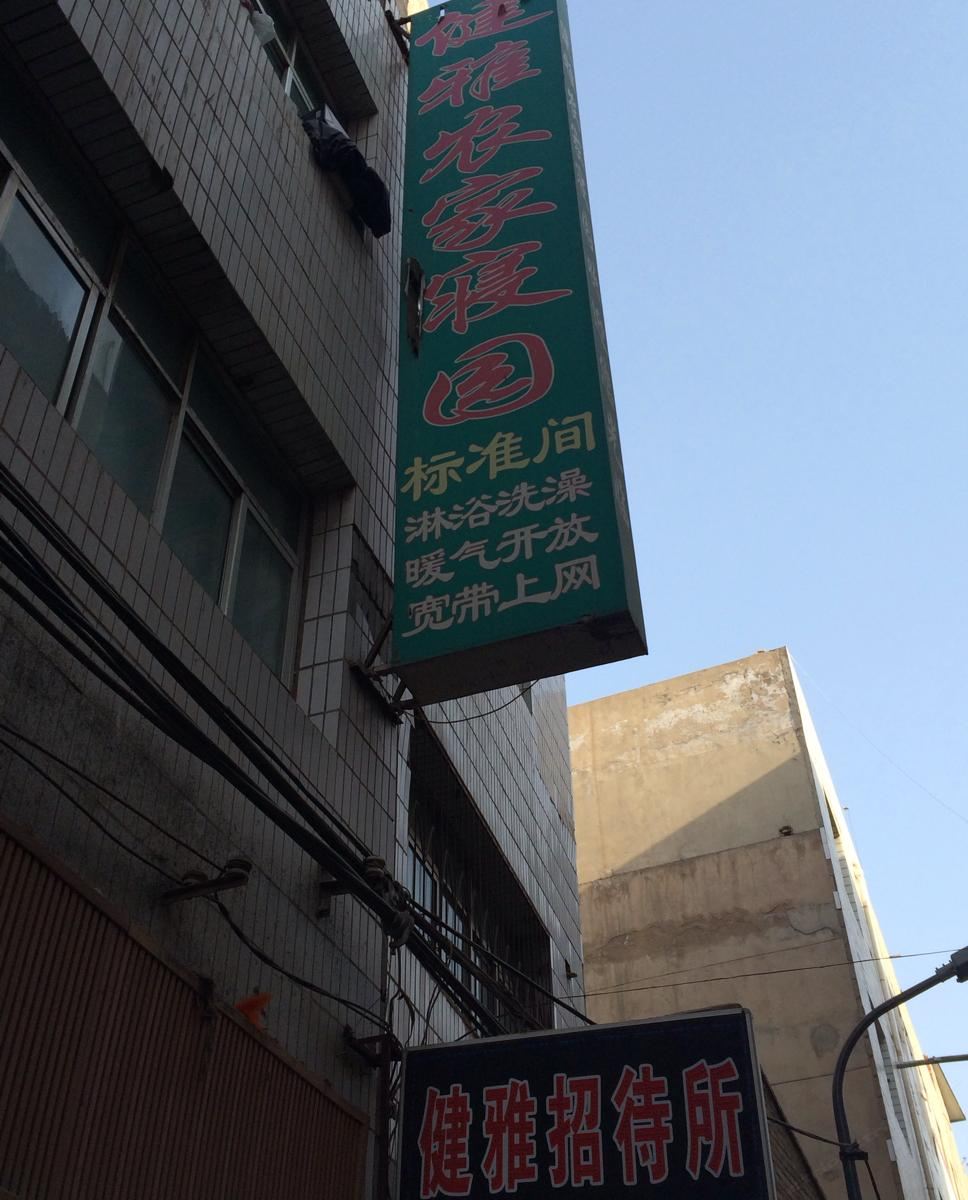 健雅农家寝园
标准间
淋浴洗澡
暖气开放
宽带上网
健雅招待所